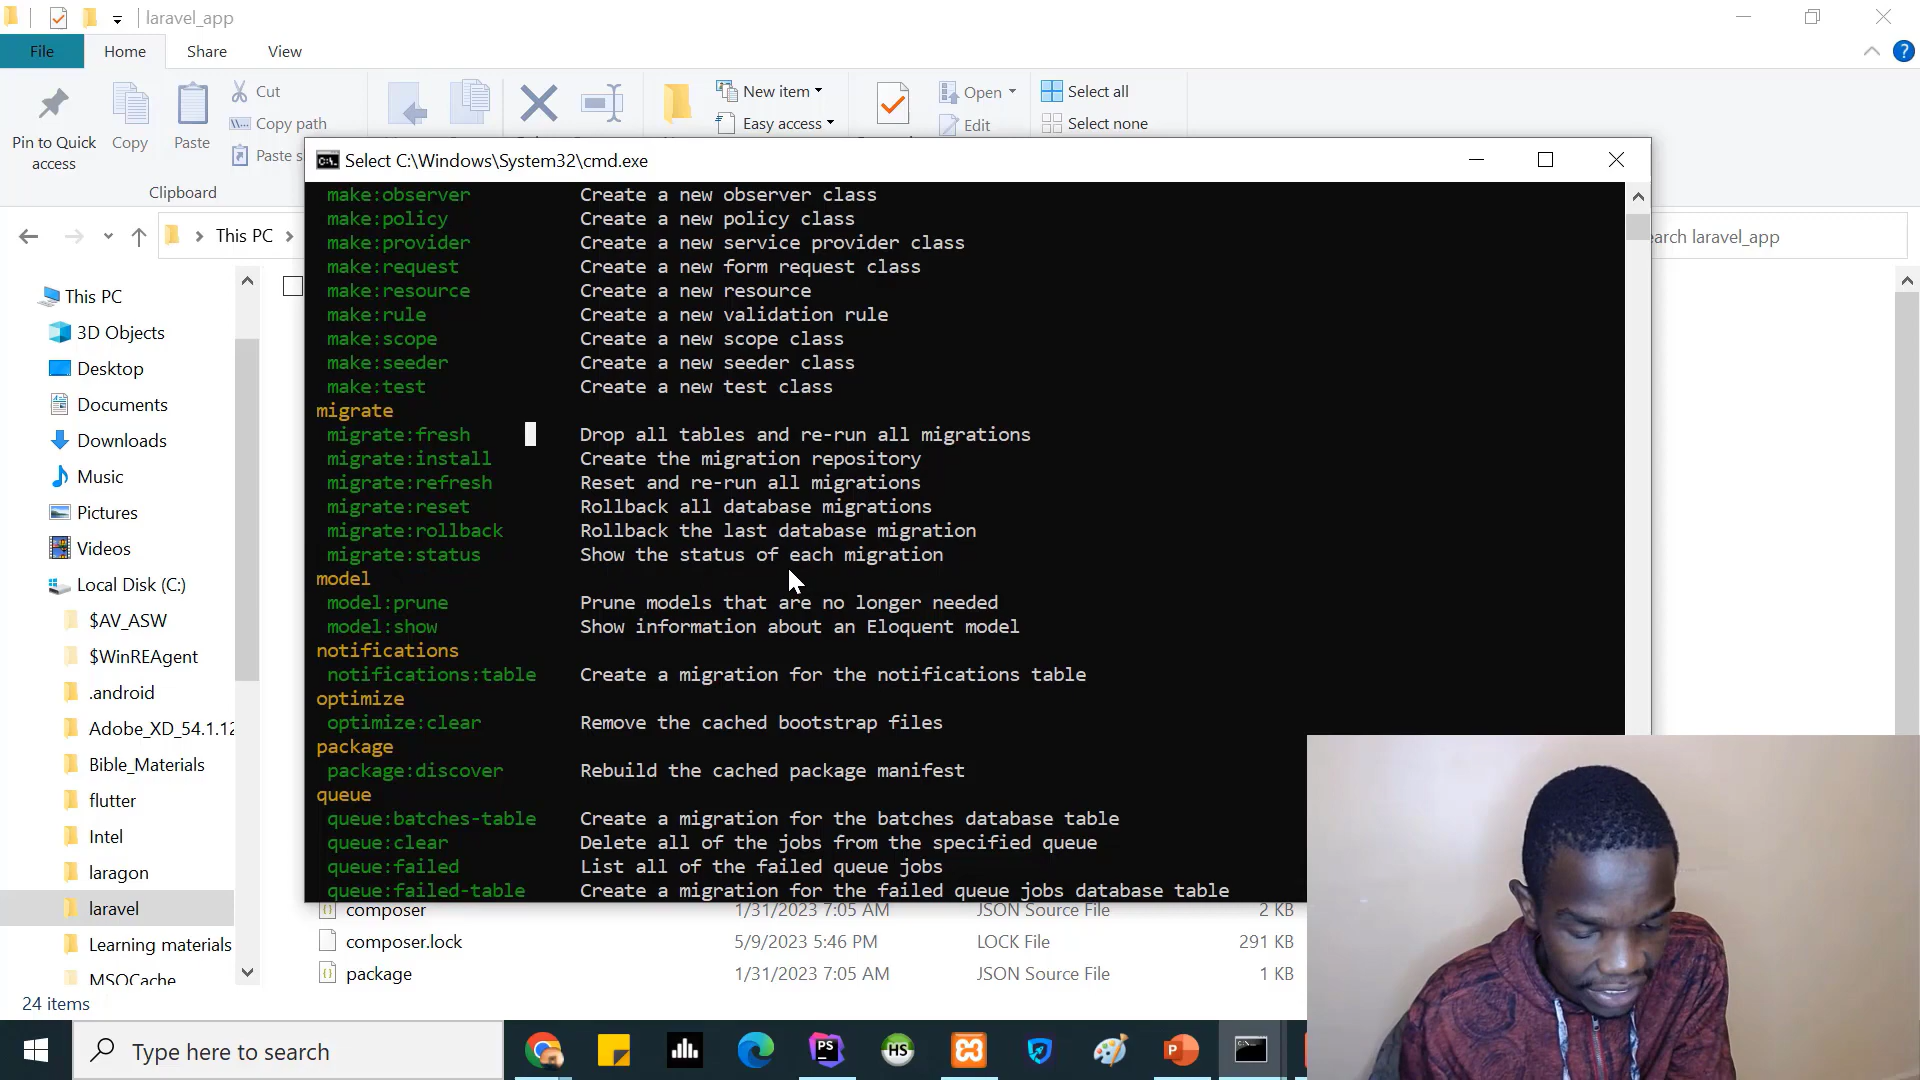 laravel_app
File
Home
Share
View
Pin to Quick
access
Copy
Paste
Cut
Copy path
Paste s
Clipboard
New item
Easy access
Open
Edit
Select all
Select none
This PC
earch laravel_app
Select C:\Windows\System32\cmd.exe
make:observer Create a new observer class
make:policy Create a new policy class
make:provider Create a new service provider class
make:request Create a new form request class
make:resource Create a new resource
make:rule Create a new validation rule
make:scope Create a new scope class
make:seeder Create a new seeder class
make:test Create a new test class
migrate
migrate:fresh Drop all tables and re-run all migrations
migrate:install Create the migration repository
migrate:refresh Reset and re-run all migrations
migrate:reset Rollback all database migrations
migrate:rollback Rollback the last database migration
migrate:status Show the status of each migration
model
model:prune Prune models that are no longer needed
model:show Show information about an Eloquent model
notifications
notifications:table Create a migration for the notifications table
optimize
optimize:clear Remove the cached bootstrap files
package
package:discover Rebuild the cached package manifest
queue
queue:batches-table Create a migration for the batches database table
queue:clear Delete all of the jobs from the specified queue
queue:failed List all of the failed queue jobs
queue:failed-table Create a migration for the failed queue jobs database table
This PC
3D Objects
Desktop
Documents
Downloads
Music
Pictures
Videos
Local Disk (C:)
$AV_ASW
$WinREAgent
.android
Adobe_XD_54.1.12
Bible_Materials
flutter
Intel
laragon
laravel
Learning materials
MSOCache
composer 1/31/2023 7:05 AM JSON Source File 2 KB
composer.lock 5/9/2023 5:46 PM LOCK File 291 KB
package 1/31/2023 7:05 AM JSON Source File 1 KB
24 items
Type here to search
PS
HS